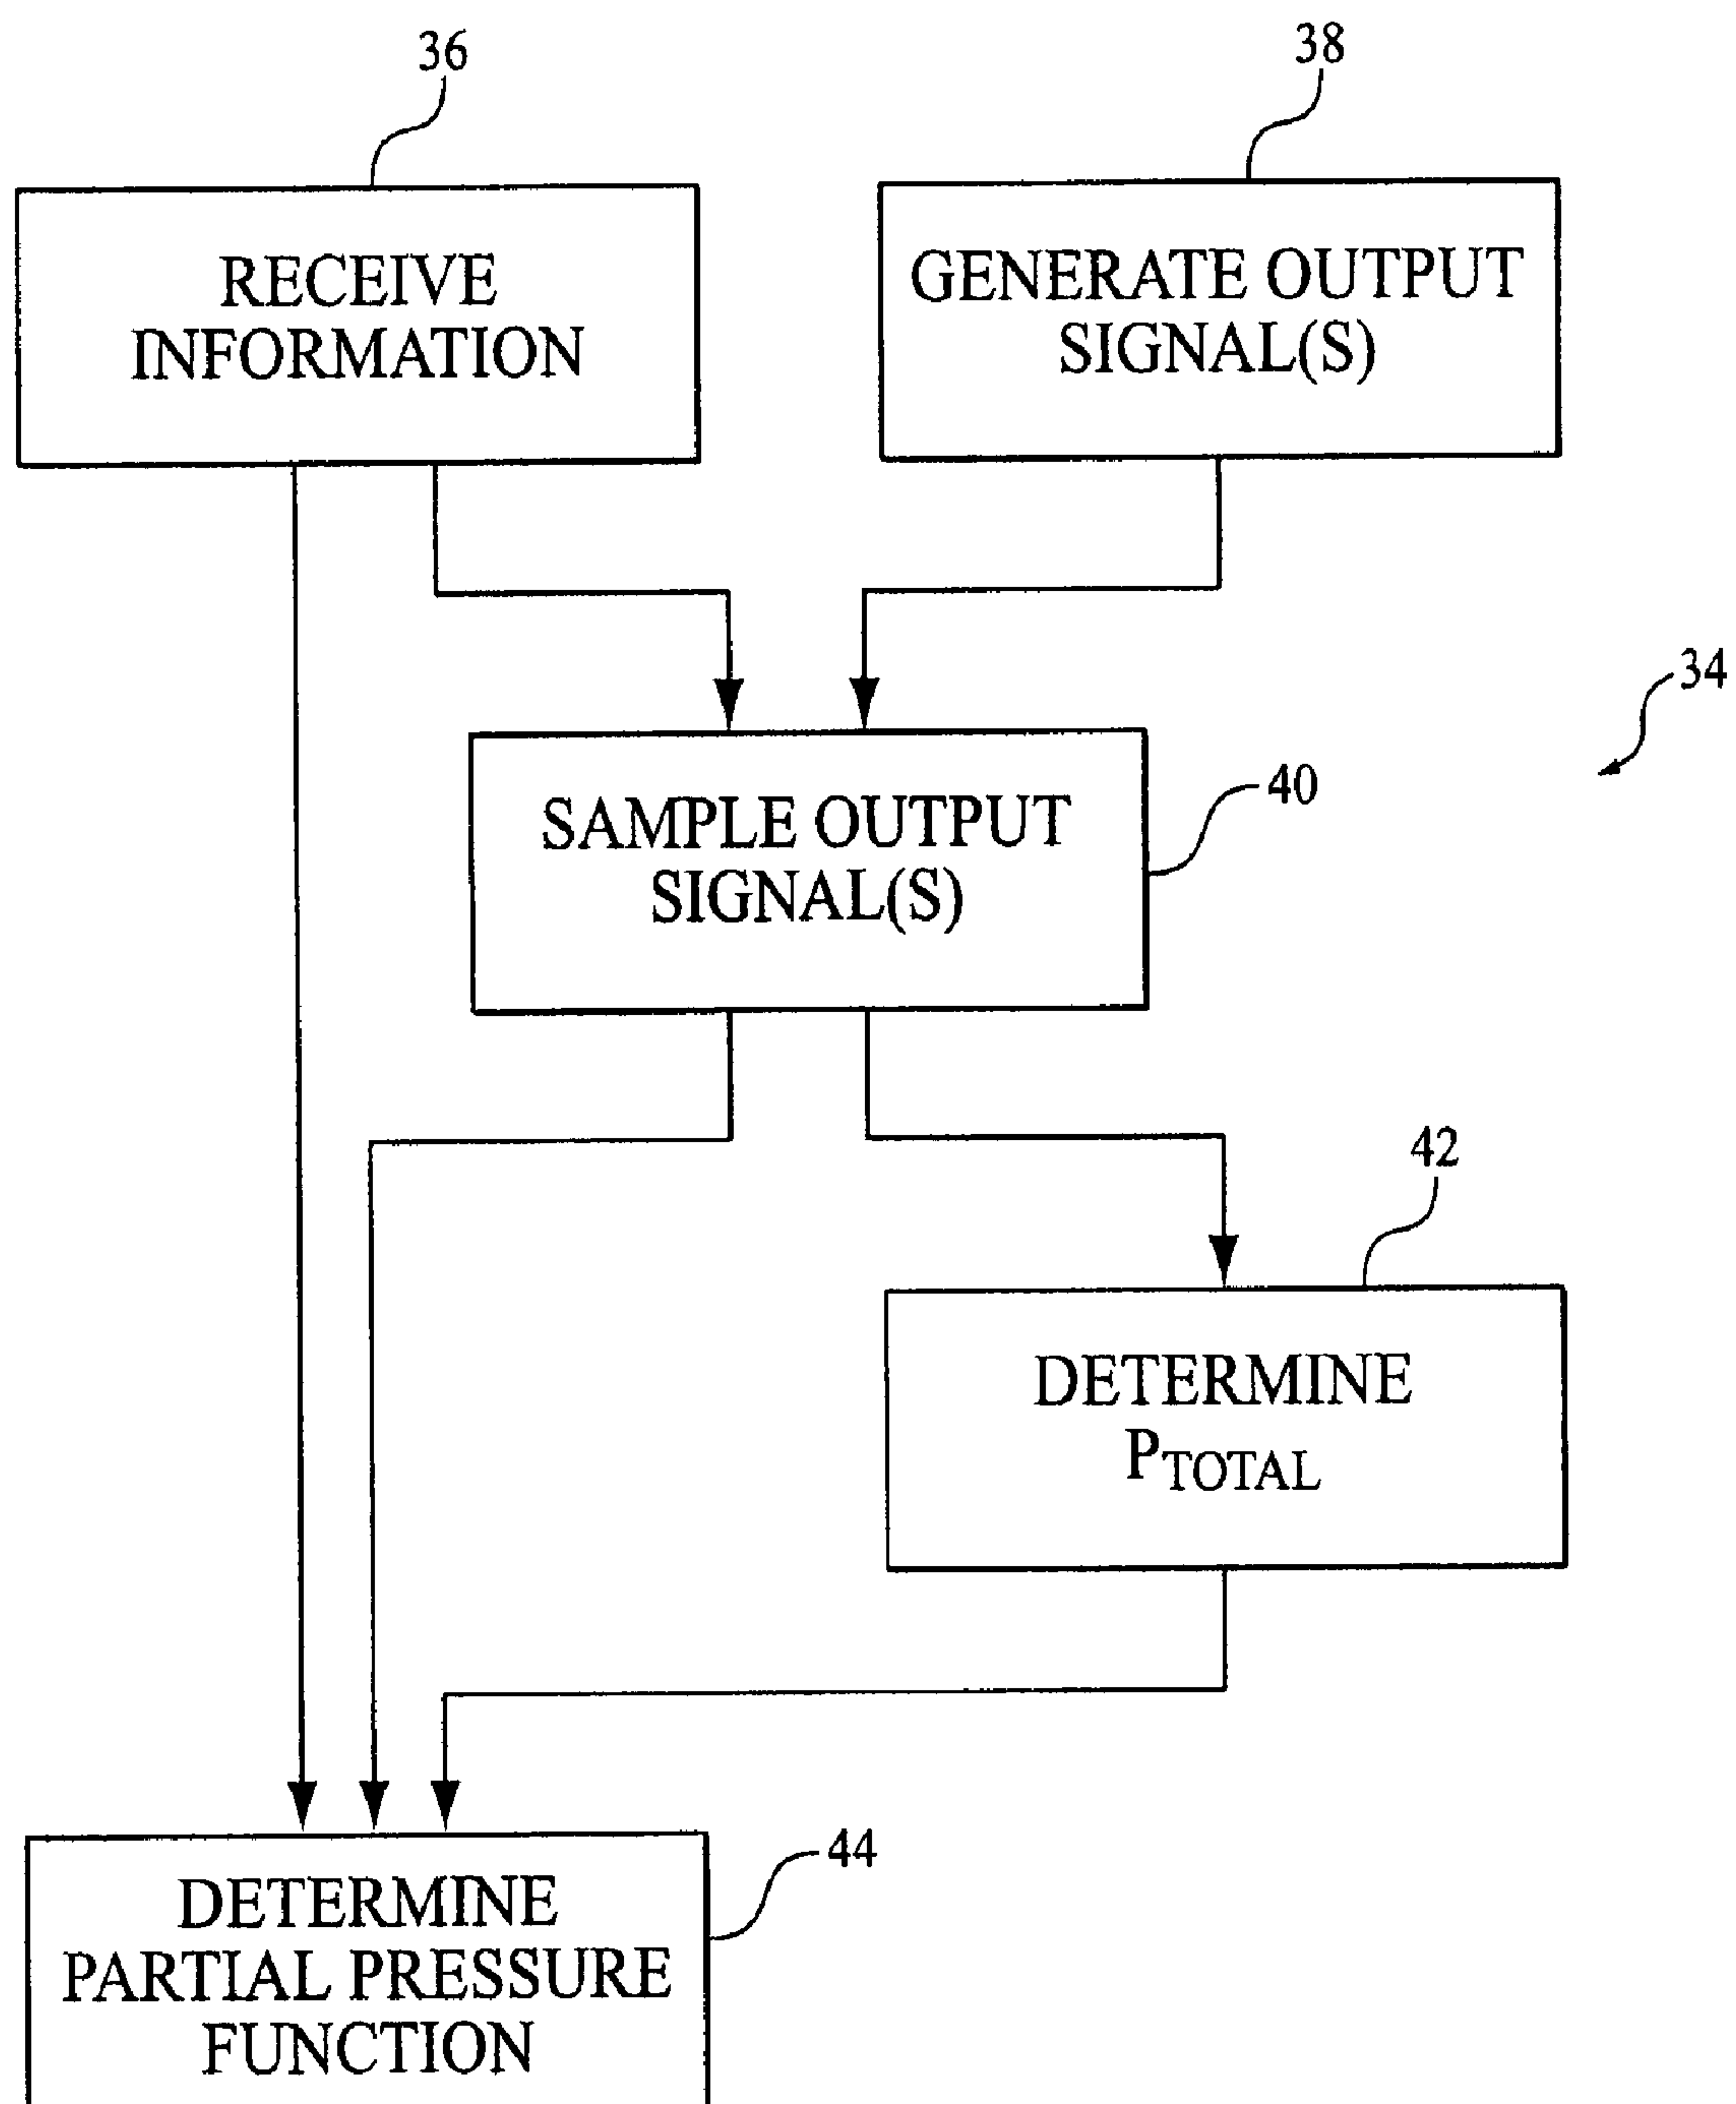 36
38
RECEIVE
INFORMATION
GENERATE OUTPUT
SIGNAL(S)
34
SAMPLE OUTPUT
SIGNAL(S)
40
42
DETERMINE
PTOTAL
44
DETERMINE
PARTIAL PRESSURE
FUNCTION